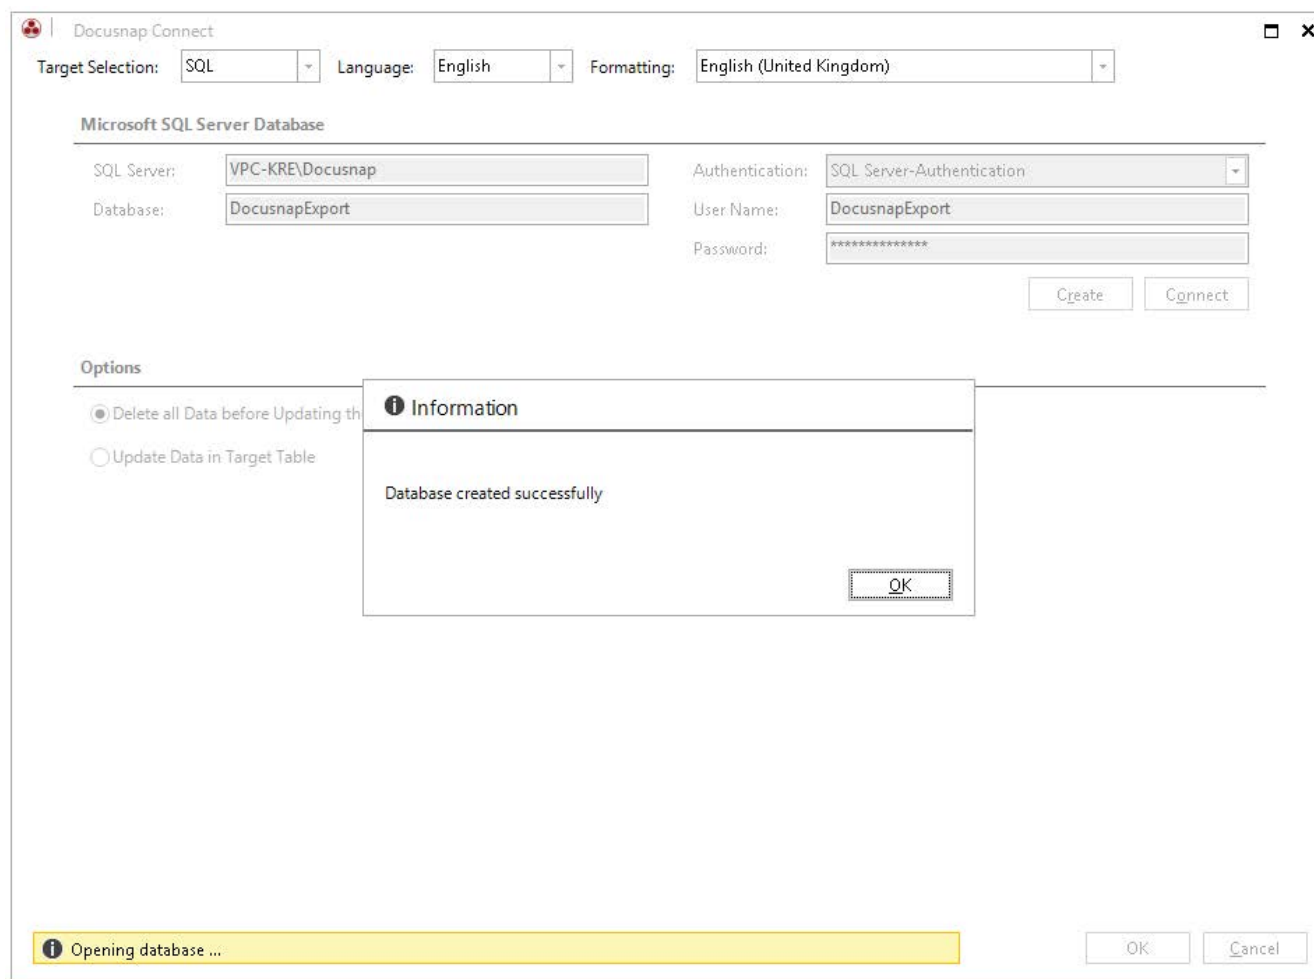 Docusnap Connect
Target Selection: SQL Language: English Formatting: English (United Kingdom)
Microsoft SQL Server Database
SQL Server: VPC-KRE\Docusnap Authentication: SQL Server-Authentication
Database: DocusnapExport User Name: DocusnapExport
Password: **************
Create Connect
Options
Delete all Data before Updating th
Information
Update Data in Target Table
Database created successfully
OK
Opening database ...
OK Cancel